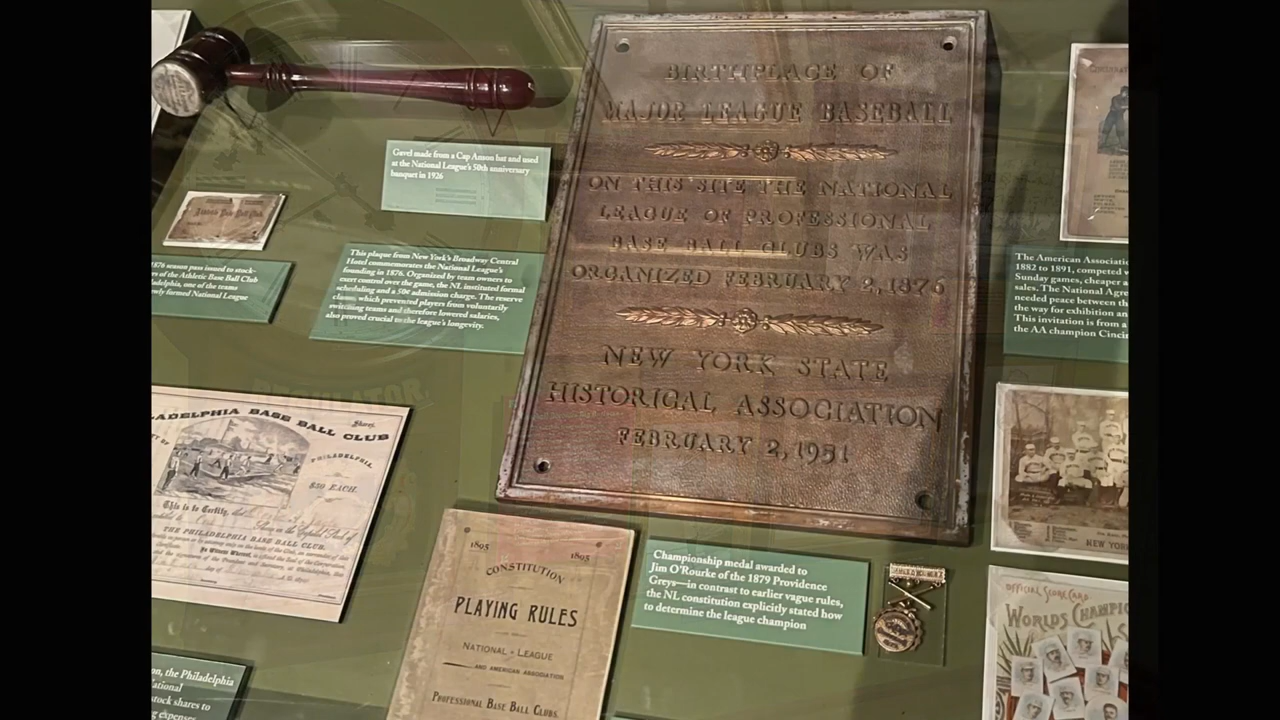 Gavel made from a Cap Anson bat and used
at the National League's 50th anniversary
banquet in 1926
BIRTHPLACE OF
MAJOR LEAGUE BASEBALL
ON THIS SITE THE NATIONAL
LEAGUE OF PROFESSIONAL
BASE BALL CLUBS WAS
ORGANIZED FEBRUARY 2, 1876
NEW YORK STATE
HISTORICAL ASSOCIATION
FEBRUARY 2, 1951
1876 season pass issued to stock-
of the Athletic Base Ball Club
one of the teams
newly formed National League
This plaque from New York's Broadway Central
Hotel commemorates the National League's
founding in 1876. Organized by team owners to
exert control over the game, the NL instituted formal
scheduling and a 50¢ admission charge. The reserve
clause, which prevented players from voluntarily
switching teams and therefore lowered salaries,
also proved crucial to the league's longevity.
The American Associati
1882 to 1891, competed w
Sunday games, cheaper a
sales. The National Agre
needed peace between th
the way for exhibition an
This invitation is from a
the AA champion Cincin
ADELPHIA BASE BALL CLUB
Shares
PHILADELPHIA.
$50 EACH.
This is to Certify, that
THE PHILADELPHIA BASE BALL CLUB.
In Witness Whereof
1895 1895
CONSTITUTION
PLAYING RULES
NATIONAL LEAGUE
AND AMERICAN ASSOCIATION
PROFESSIONAL BASE BALL CLUBS.
Championship medal awarded to
Jim O'Rourke of the 1879 Providence
Greys—in contrast to earlier vague rules,
the NL constitution explicitly stated how
to determine the league champion
NEW YORK
OFFICIAL SCORE CARD
WORLDS CHAMPIO
on, the Philadelphia
ational
stock shares to
g expenses